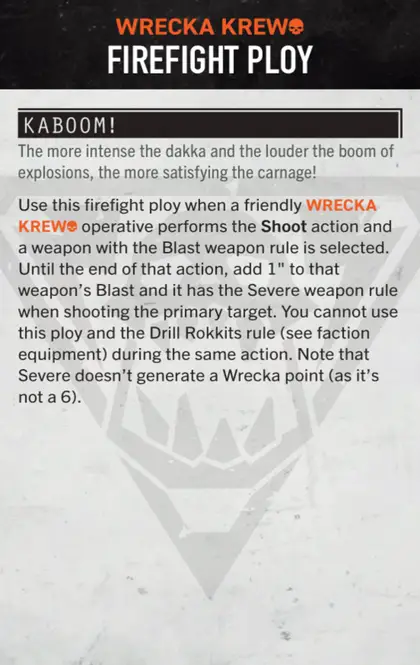 WRECKA KREW
FIREFIGHT PLOY
KABOOM!
The more intense the dakka and the louder the boom of
explosions, the more satisfying the carnage!
Use this firefight ploy when a friendly WRECKA
KREW operative performs the Shoot action and
a weapon with the Blast weapon rule is selected.
Until the end of that action, add 1" to that
weapon's Blast and it has the Severe weapon rule
when shooting the primary target. You cannot use
this ploy and the Drill Rokkits rule (see faction
equipment) during the same action. Note that
Severe doesn't generate a Wrecka point (as it's
not a 6).